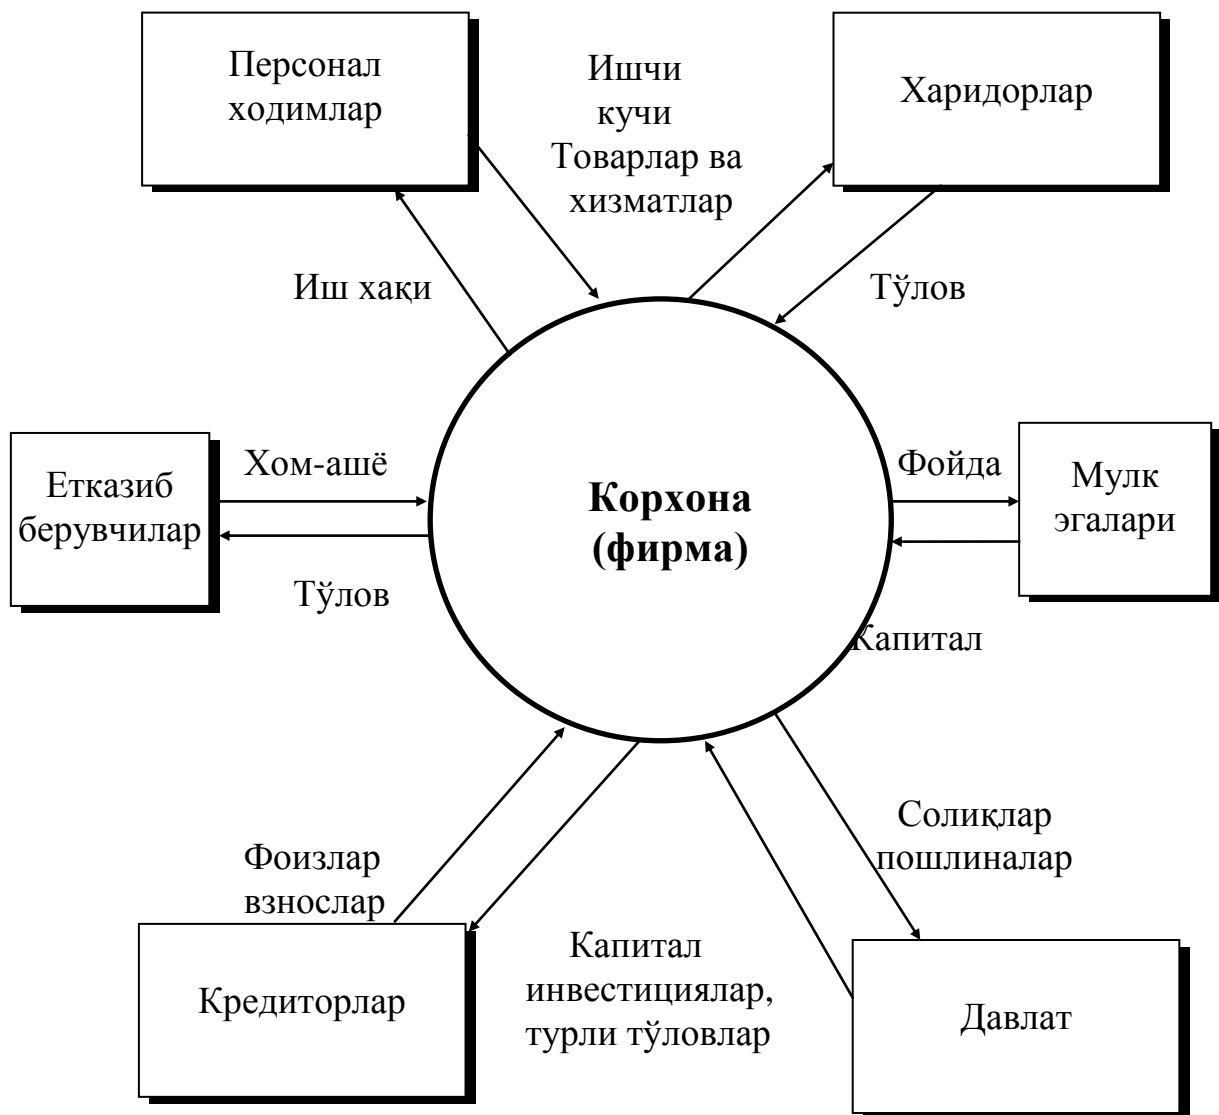 Персонал
ходимлар
Ишчи
кучи
Товарлар ва
хизматлар
Харидорлар
Иш хақи
Тўлов
Етказиб
берувчилар
Хом-ашё
Тўлов
Корхона
(фирма)
Фойда
Мулк
эгалари
Капитал
Фоизлар
взнослар
Солиқлар
пошлиналар
Кредиторлар
Капитал
инвестициялар,
турли тўловлар
Давлат